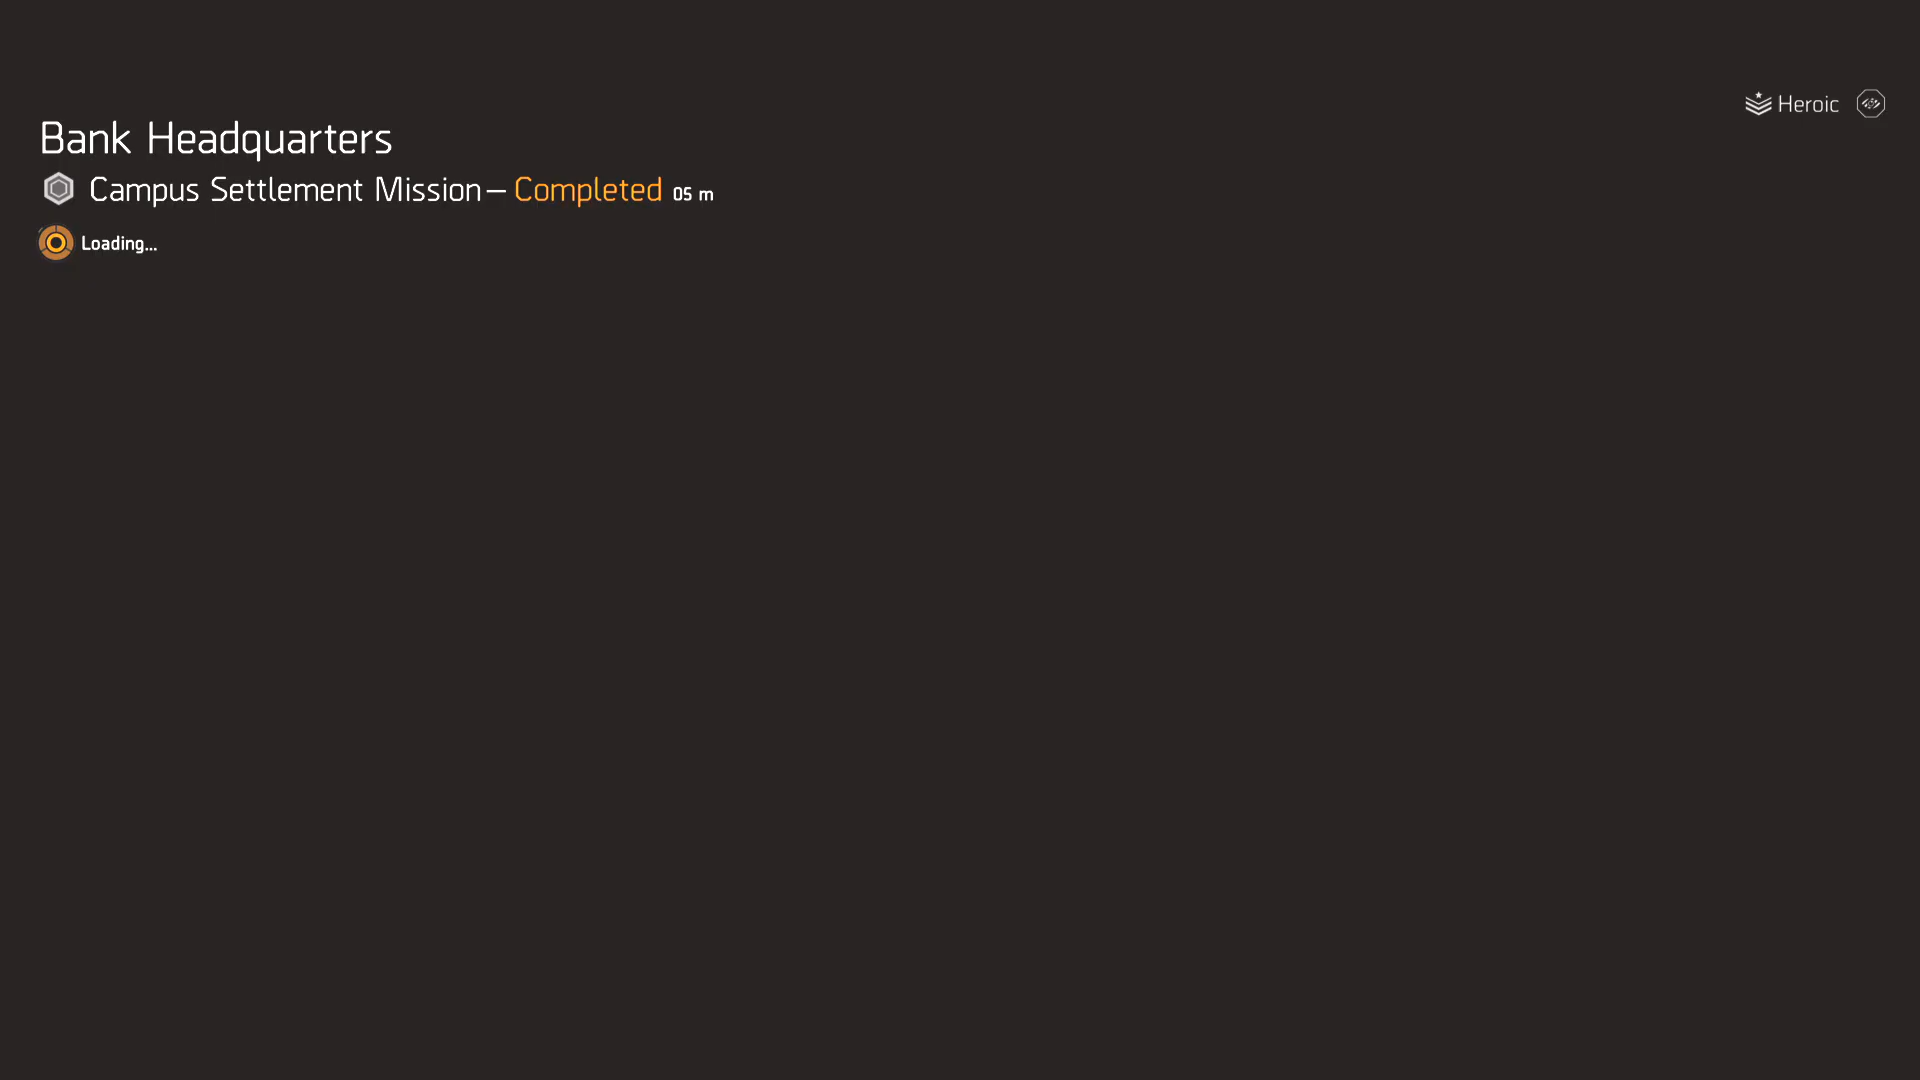 Heroic
Bank Headquarters
Campus Settlement Mission — Completed 05 m
Loading...